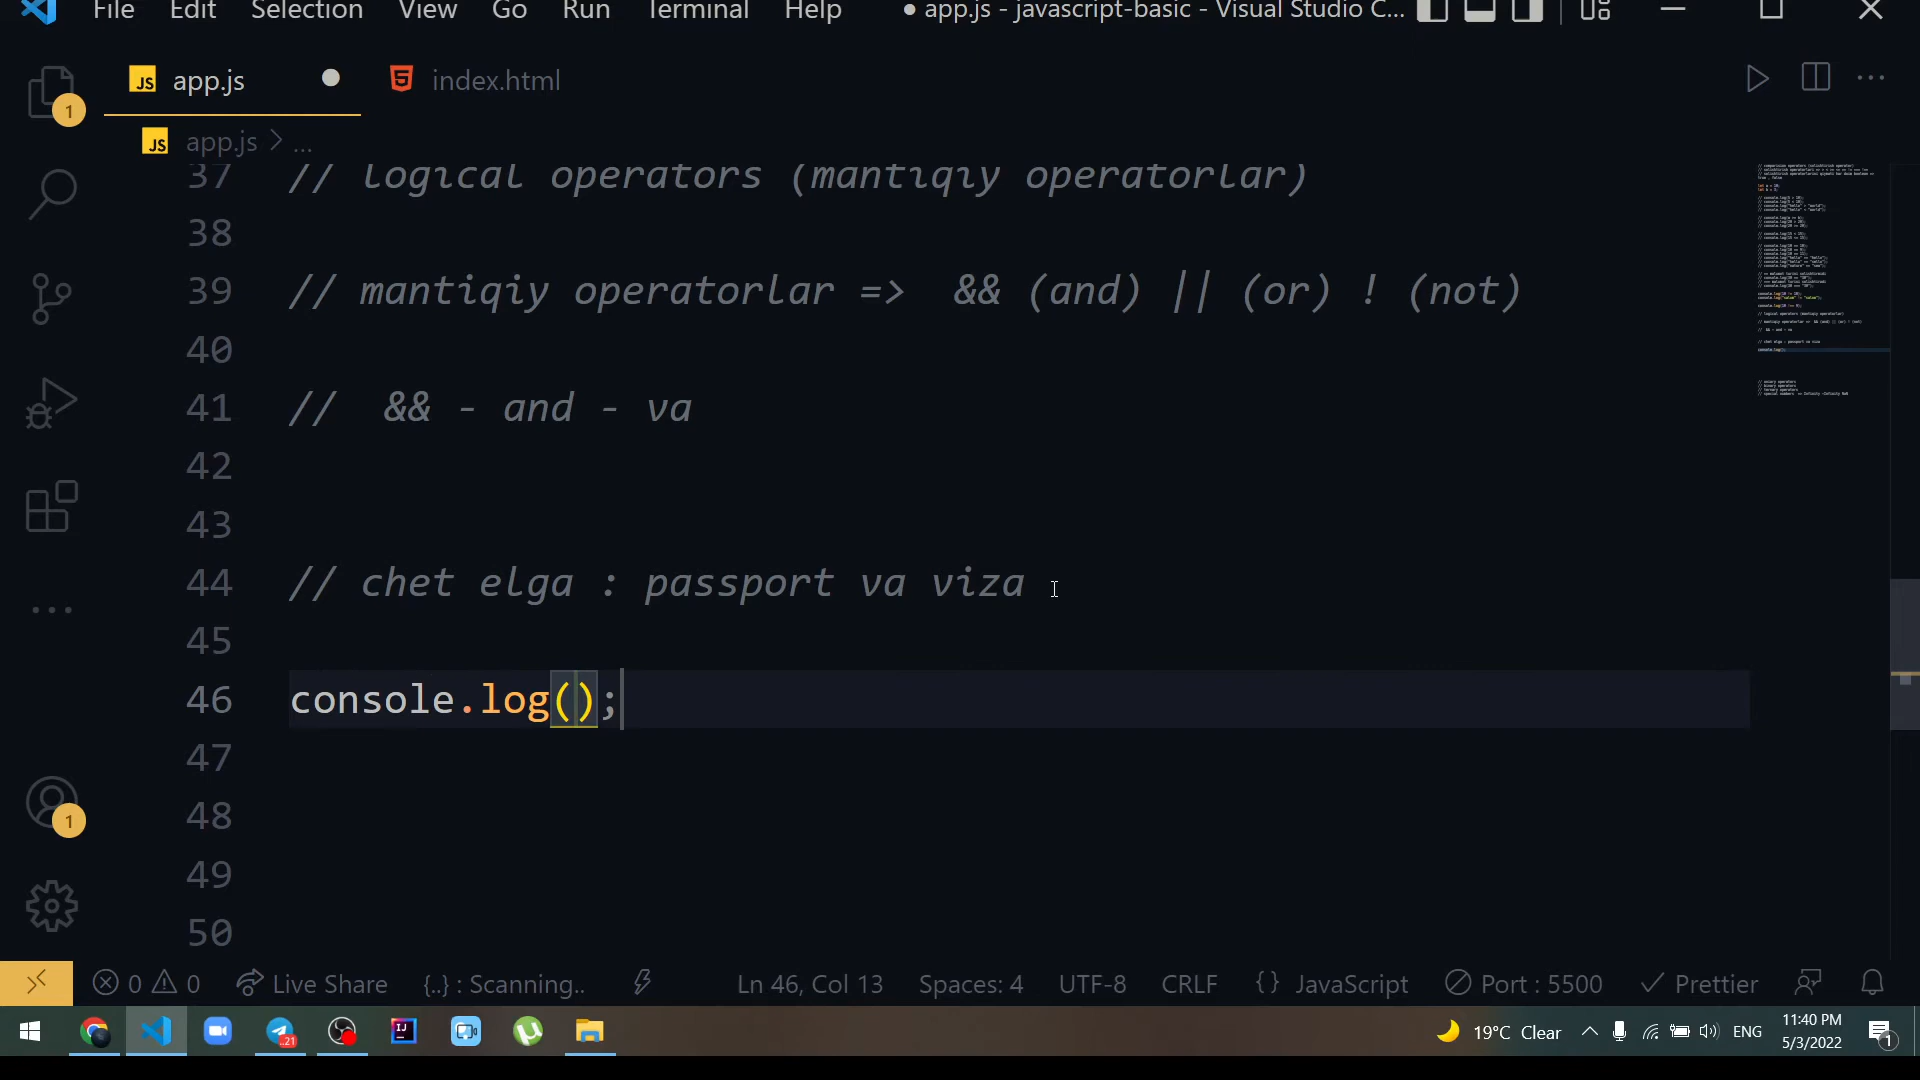 File Edit Selection View Go Run Terminal Help ● app.js - javascript-basic - Visual Studio C...
JS app.js ● index.html
JS app.js > ...
37 // logical operators (mantiqiy operatorlar)
38
39 // mantiqiy operatorlar => && (and) || (or) ! (not)
40
41 // && - and - va
42
43
44 // chet elga : passport va viza
45
46 console.log();
47
48
49
50
1
1
0 0 Live Share {..} : Scanning.. Ln 46, Col 13 Spaces: 4 UTF-8 CRLF {} JavaScript Port : 5500 Prettier
19°C Clear ENG 11:40 PM
5/3/2022